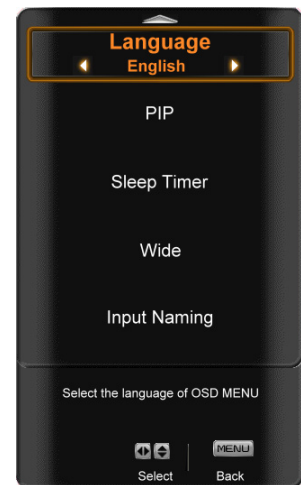 Language
English
PIP
Sleep Timer
Wide
Input Naming
Select the language of OSD MENU
MENU
Select Back